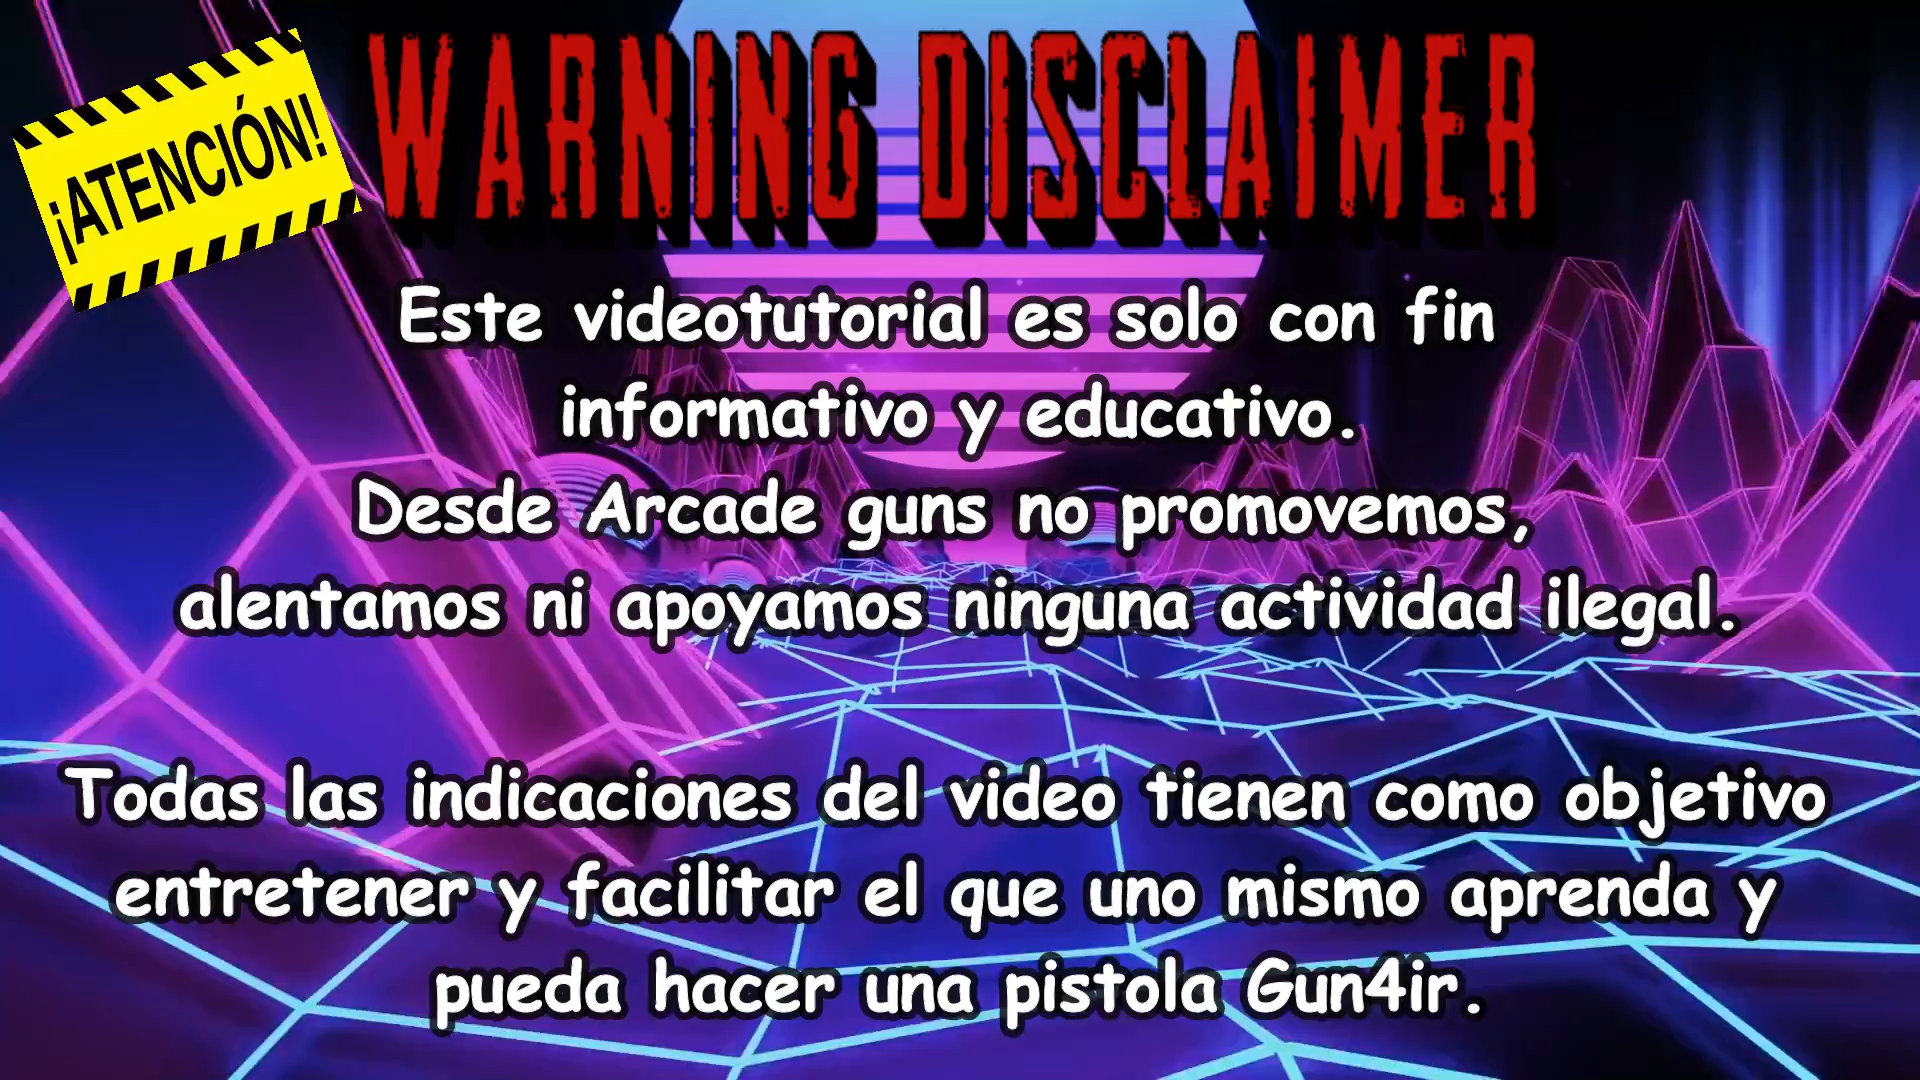 ¡ATENCIÓN!
WARNING DISCLAIMER
Este videotutorial es solo con fin
informativo y educativo.
Desde Arcade guns no promovemos,
alentamos ni apoyamos ninguna actividad ilegal.
Todas las indicaciones del video tienen como objetivo
entretener y facilitar el que uno mismo aprenda y
pueda hacer una pistola Gun4ir.